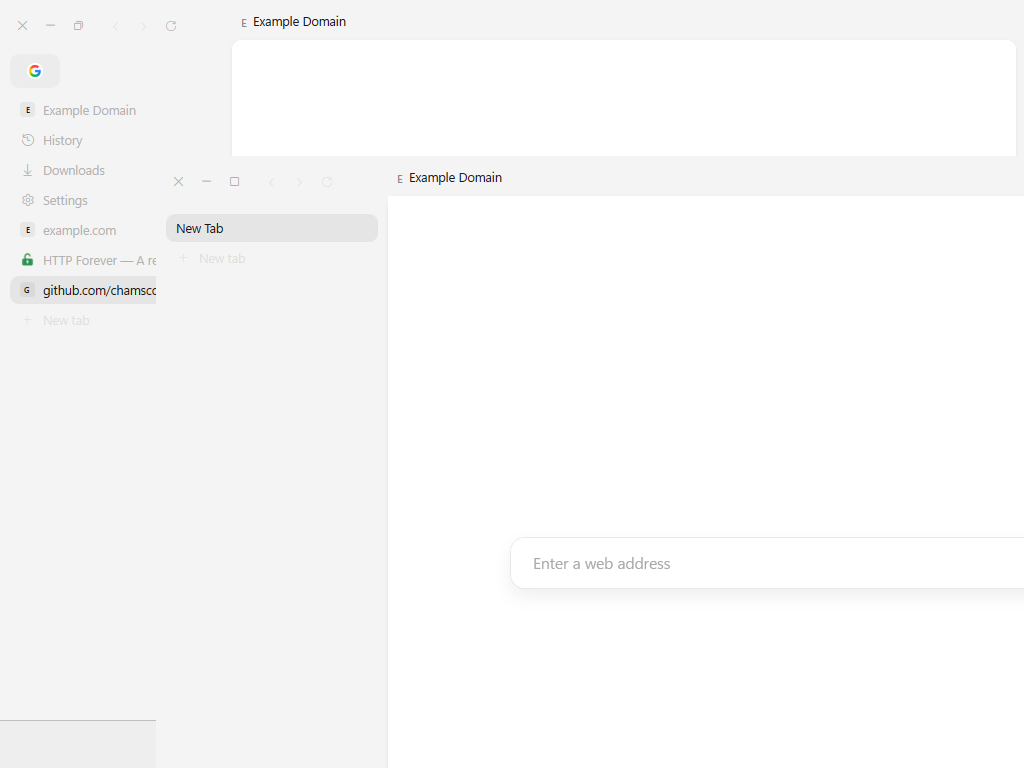 E Example Domain
E Example Domain
History
Downloads
Settings
E example.com
HTTP Forever — A re
G github.com/chamsco
+ New tab
E Example Domain
New Tab
+ New tab
Enter a web address